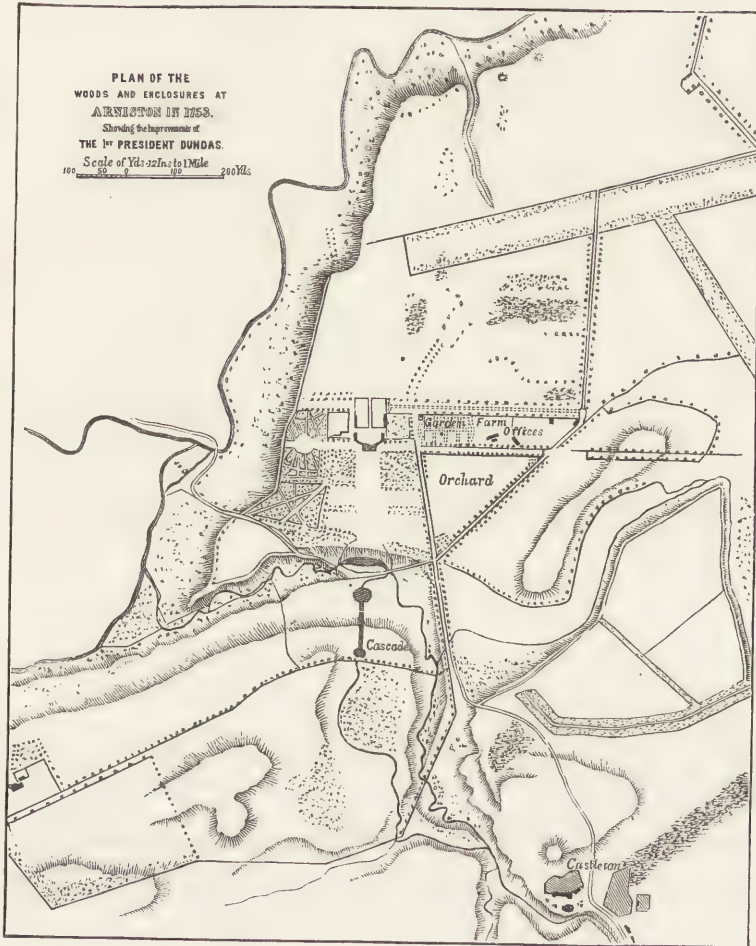 PLAN OF THE
WOODS AND ENCLOSURES AT
ARNISTON IN 1753.
Shewing the Improvements of
THE 1ST PRESIDENT DUNDAS.
Scale of Yds 12 Ins to 1 Mile
100 50 0 100 200 Yds
Garden Farm
Offices
Orchard
Cascade
Castleton